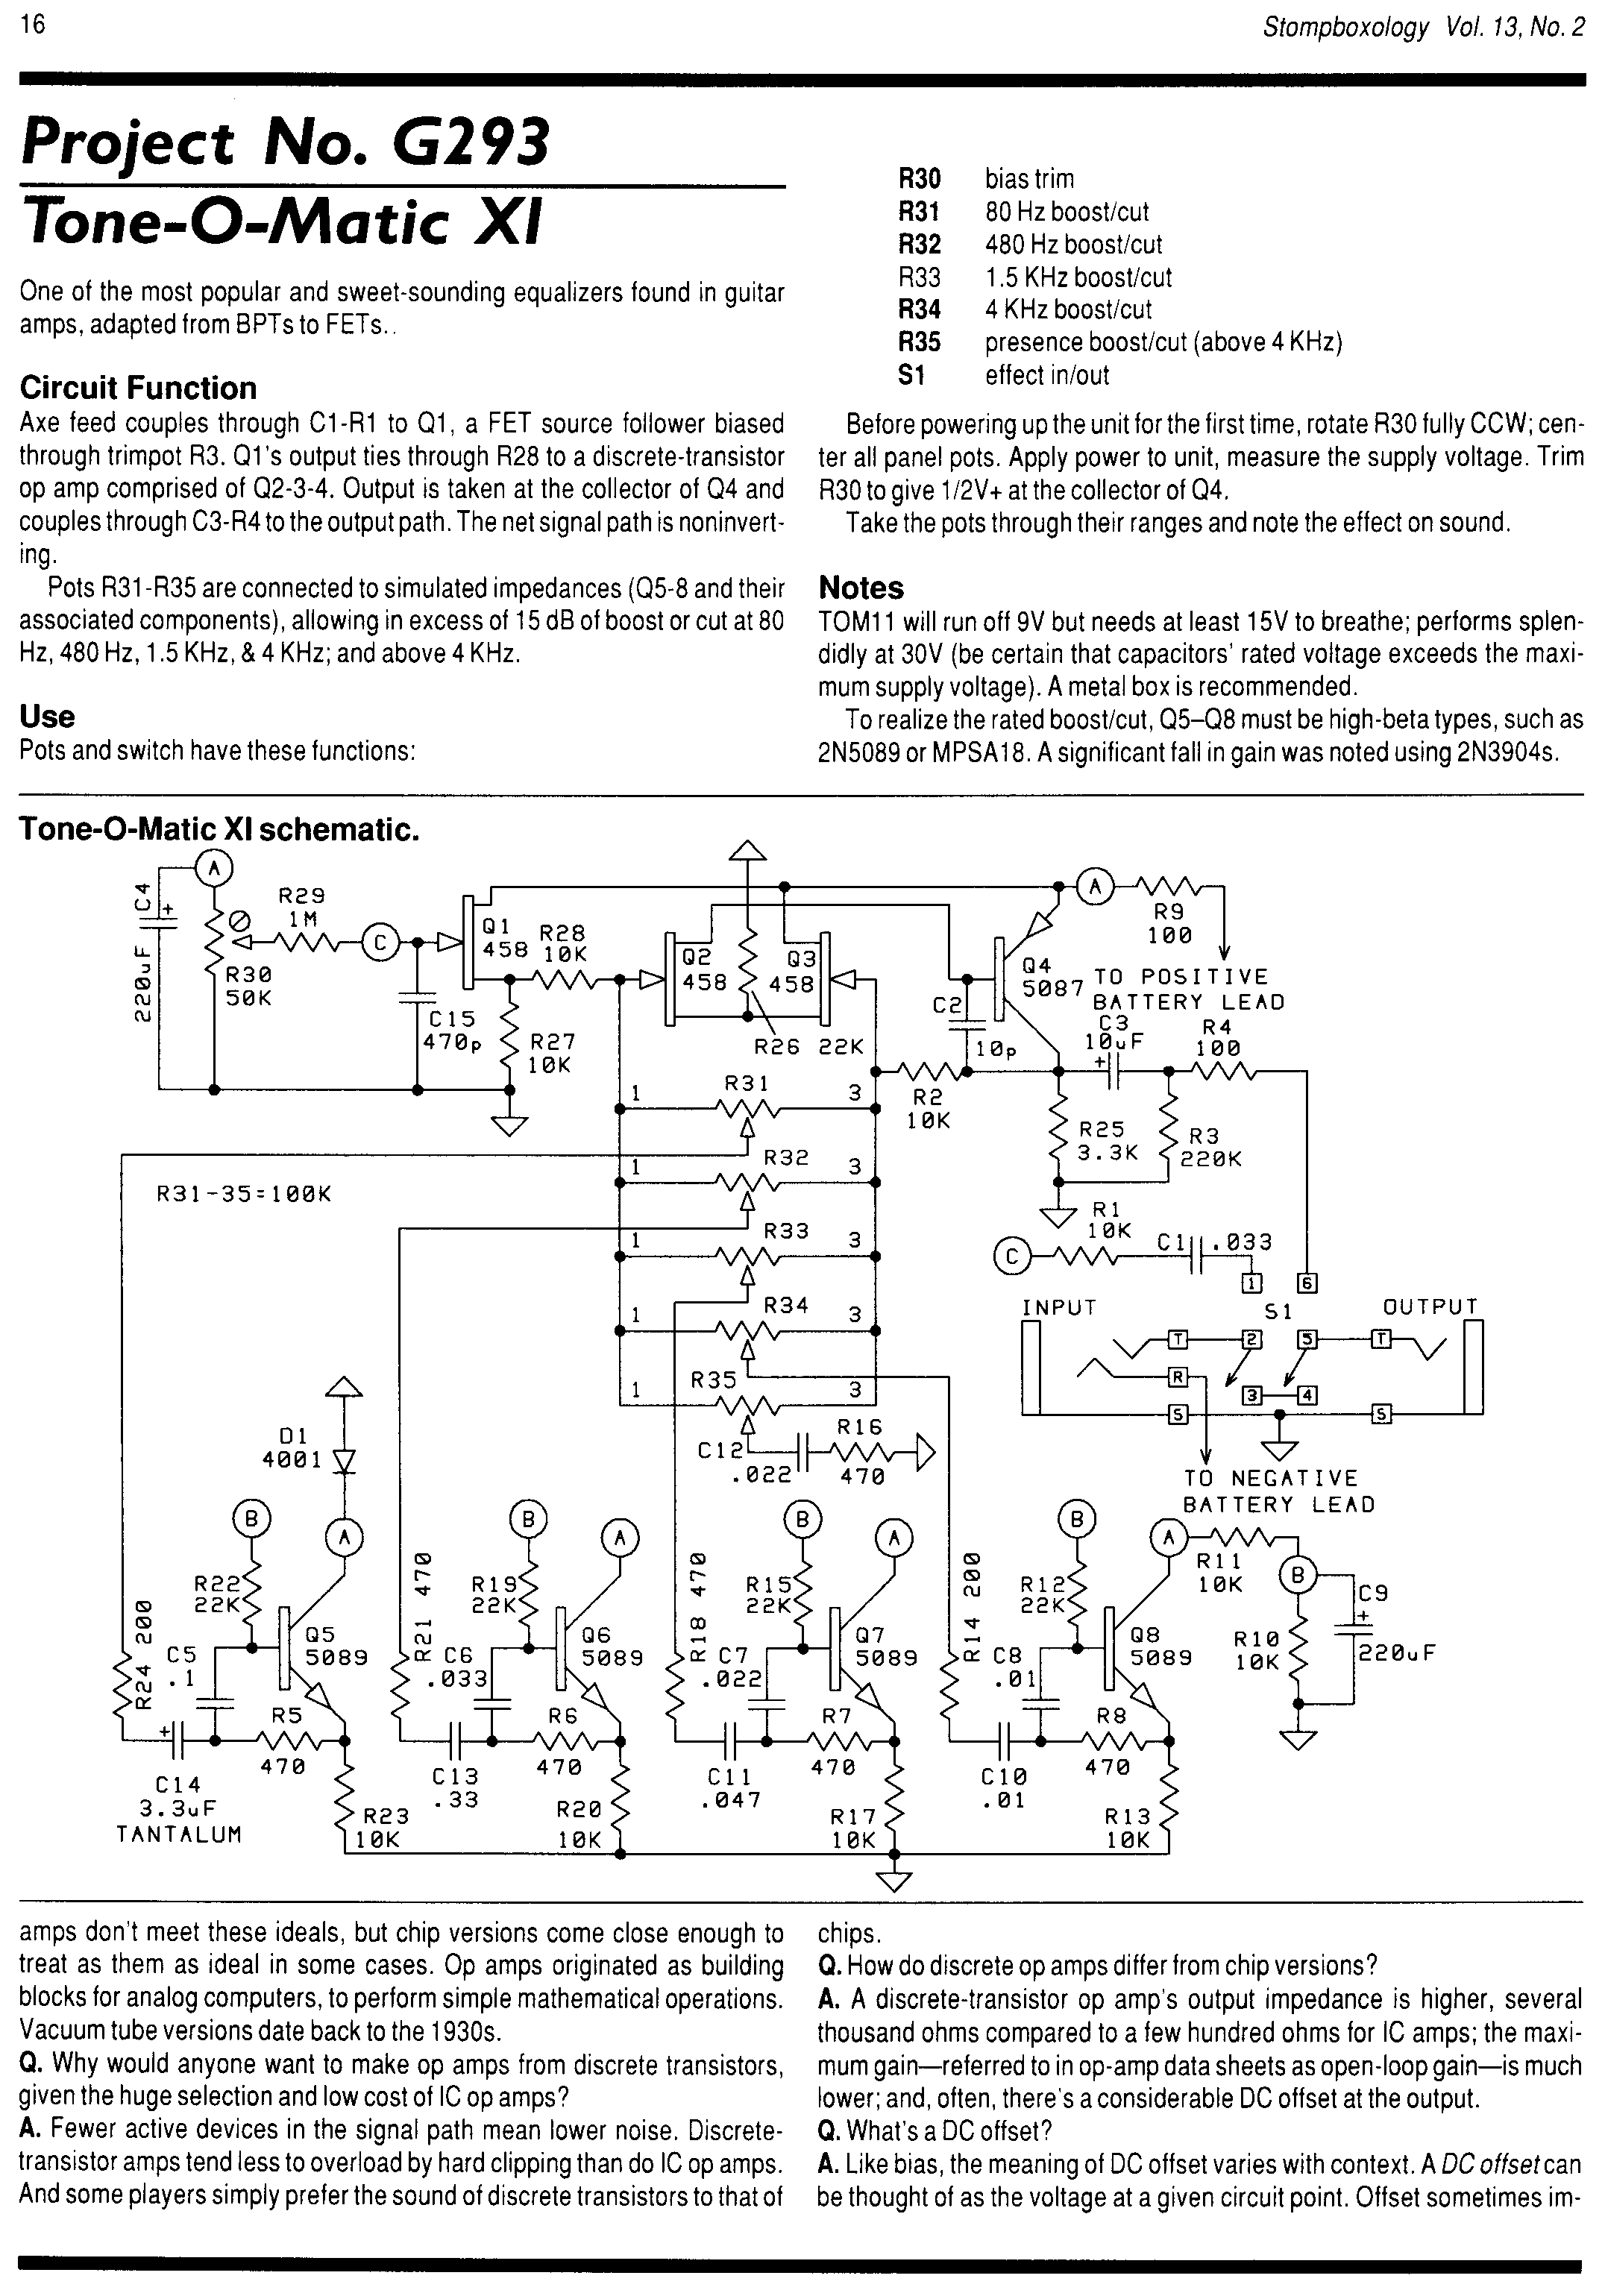 16
Stompboxology Vol. 13, No. 2
Project No. G293
Tone-O-Matic XI
One of the most popular and sweet-sounding equalizers found in guitar
amps, adapted from BPTs to FETs..
Circuit Function
Axe feed couples through C1-R1 to Q1, a FET source follower biased
through trimpot R3. Q1's output ties through R28 to a discrete-transistor
op amp comprised of Q2-3-4. Output is taken at the collector of Q4 and
couples through C3-R4 to the output path. The net signal path is noninvert-
ing.
Pots R31-R35 are connected to simulated impedances (Q5-8 and their
associated components), allowing in excess of 15 dB of boost or cut at 80
Hz, 480 Hz, 1.5 KHz, & 4 KHz; and above 4 KHz.
Use
Pots and switch have these functions:
R30 bias trim
R31 80 Hz boost/cut
R32 480 Hz boost/cut
R33 1.5 KHz boost/cut
R34 4 KHz boost/cut
R35 presence boost/cut (above 4 KHz)
S1 effect in/out
Before powering up the unit for the first time, rotate R30 fully CCW; cen-
ter all panel pots. Apply power to unit, measure the supply voltage. Trim
R30 to give 1/2V+ at the collector of Q4.
Take the pots through their ranges and note the effect on sound.
Notes
TOM11 will run off 9V but needs at least 15V to breathe; performs splen-
didly at 30V (be certain that capacitors' rated voltage exceeds the maxi-
mum supply voltage). A metal box is recommended.
To realize the rated boost/cut, Q5–Q8 must be high-beta types, such as
2N5089 or MPSA18. A significant fall in gain was noted using 2N3904s.
Tone-O-Matic XI schematic.
A
C4
+
220uF
R30
50K
R29
1M
C
C15
470p
Q1
458
R28
10K
R27
10K
Q2
458
Q3
458
R26 22K
A
R9
100
TO POSITIVE
BATTERY LEAD
Q4
5087
C2
10p
C3
10uF
+
R4
100
R2
10K
R25
3.3K
R3
220K
R31-35=100K
1 R31 3
1 R32 3
1 R33 3
1 R34 3
1 R35 3
C12
.022
R16
470
C
R1
10K
C1
.033
1
6
INPUT
S1
OUTPUT
T
2
5
T
R
3
4
S
S
TO NEGATIVE
BATTERY LEAD
D1
4001
B
A
R22
22K
Q5
5089
R24 200
C5
.1
R5
470
+
C14
3.3uF
TANTALUM
R23
10K
B
A
R21 470
R19
22K
Q6
5089
C6
.033
R6
470
C13
.33
R20
10K
B
A
R18 470
R15
22K
Q7
5089
C7
.022
R7
470
C11
.047
R17
10K
B
A
R14 200
R12
22K
Q8
5089
C8
.01
R8
470
C10
.01
R13
10K
R11
10K
B
R10
10K
C9
+
220uF
amps don't meet these ideals, but chip versions come close enough to
treat as them as ideal in some cases. Op amps originated as building
blocks for analog computers, to perform simple mathematical operations.
Vacuum tube versions date back to the 1930s.
Q. Why would anyone want to make op amps from discrete transistors,
given the huge selection and low cost of IC op amps?
A. Fewer active devices in the signal path mean lower noise. Discrete-
transistor amps tend less to overload by hard clipping than do IC op amps.
And some players simply prefer the sound of discrete transistors to that of
chips.
Q. How do discrete op amps differ from chip versions?
A. A discrete-transistor op amp's output impedance is higher, several
thousand ohms compared to a few hundred ohms for IC amps; the maxi-
mum gain—referred to in op-amp data sheets as open-loop gain—is much
lower; and, often, there's a considerable DC offset at the output.
Q. What's a DC offset?
A. Like bias, the meaning of DC offset varies with context. A DC offset can
be thought of as the voltage at a given circuit point. Offset sometimes im-